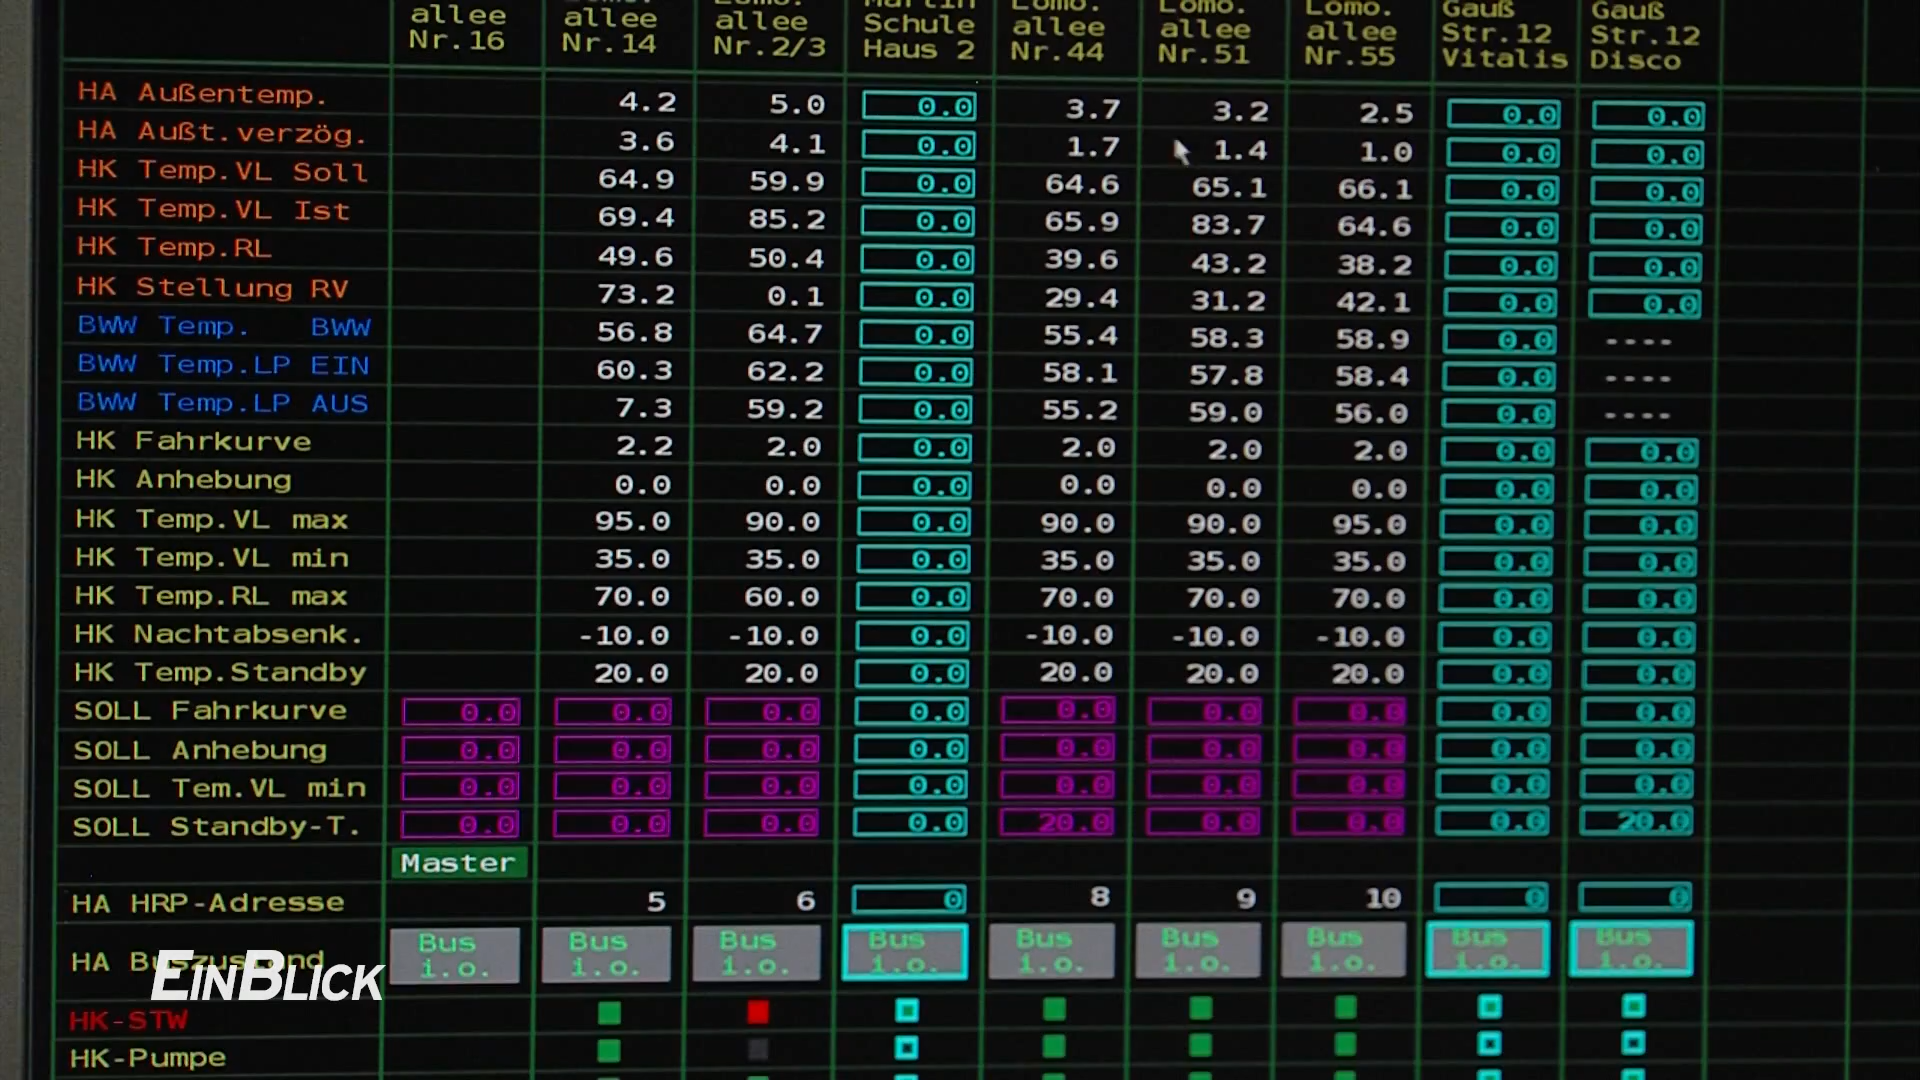 allee Nr.16 allee Nr.14 Lomo. allee Nr.2/3 Martin Schule Haus 2 Lomo. allee Nr.44 Lomo. allee Nr.51 Lomo. allee Nr.55 Gauß Str.12 Vitalis Gauß Str.12 Disco
HA Außentemp. 4.2 5.0 0.0 3.7 3.2 2.5 0.0 0.0
HA Außt.verzög. 3.6 4.1 0.0 1.7 1.4 1.0 0.0 0.0
HK Temp.VL Soll 64.9 59.9 0.0 64.6 65.1 66.1 0.0 0.0
HK Temp.VL Ist 69.4 85.2 0.0 65.9 83.7 64.6 0.0 0.0
HK Temp.RL 49.6 50.4 0.0 39.6 43.2 38.2 0.0 0.0
HK Stellung RV 73.2 0.1 0.0 29.4 31.2 42.1 0.0 0.0
BWW Temp. BWW 56.8 64.7 0.0 55.4 58.3 58.9 0.0 ----
BWW Temp.LP EIN 60.3 62.2 0.0 58.1 57.8 58.4 0.0 ----
BWW Temp.LP AUS 7.3 59.2 0.0 55.2 59.0 56.0 0.0 ----
HK Fahrkurve 2.2 2.0 0.0 2.0 2.0 2.0 0.0 0.0
HK Anhebung 0.0 0.0 0.0 0.0 0.0 0.0 0.0 0.0
HK Temp.VL max 95.0 90.0 0.0 90.0 90.0 95.0 0.0 0.0
HK Temp.VL min 35.0 35.0 0.0 35.0 35.0 35.0 0.0 0.0
HK Temp.RL max 70.0 60.0 0.0 70.0 70.0 70.0 0.0 0.0
HK Nachtabsenk. -10.0 -10.0 0.0 -10.0 -10.0 -10.0 0.0 0.0
HK Temp.Standby 20.0 20.0 0.0 20.0 20.0 20.0 0.0 0.0
SOLL Fahrkurve 0.0 0.0 0.0 0.0 0.0 0.0 0.0 0.0 0.0
SOLL Anhebung 0.0 0.0 0.0 0.0 0.0 0.0 0.0 0.0 0.0
SOLL Tem.VL min 0.0 0.0 0.0 0.0 0.0 0.0 0.0 0.0 0.0
SOLL Standby-T. 0.0 0.0 0.0 0.0 20.0 0.0 0.0 0.0 20.0
Master
HA HRP-Adresse 5 6 0 8 9 10 0 0
HA Buszustand Bus i.o. Bus i.o. Bus i.o. Bus i.o. Bus i.o. Bus i.o. Bus i.o. Bus i.o. Bus i.o.
EINBLICK
HK-STW
HK-Pumpe